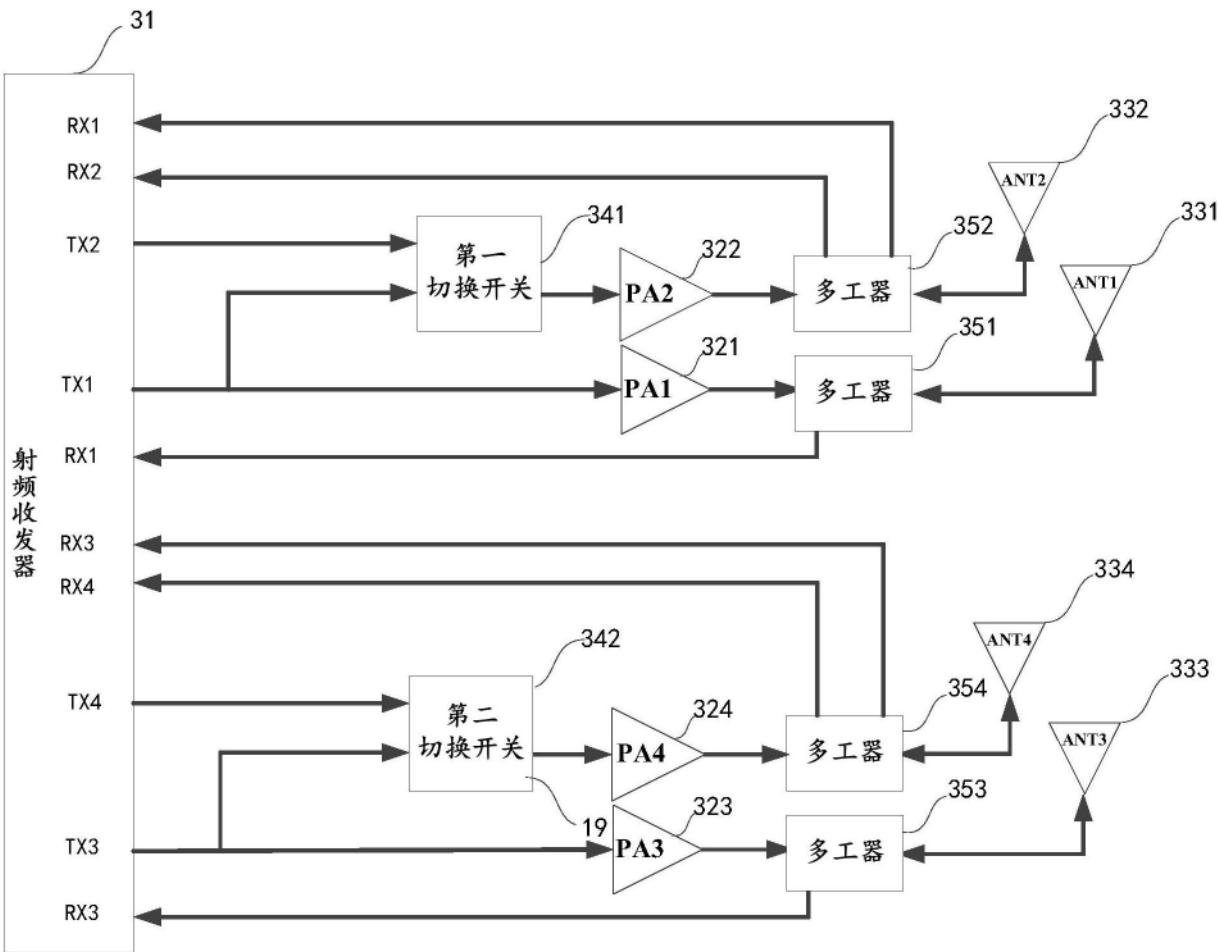 31
RX1
332
RX2
ANT2
331
341
TX2
352
第一
切换开关
322
ANT1
PA2
多工器
351
321
TX1
PA1
多工器
RX1
射频收发器
RX3
334
RX4
342
ANT4
333
TX4
324
354
第二
切换开关
ANT3
PA4
多工器
353
323
19
TX3
PA3
多工器
RX3